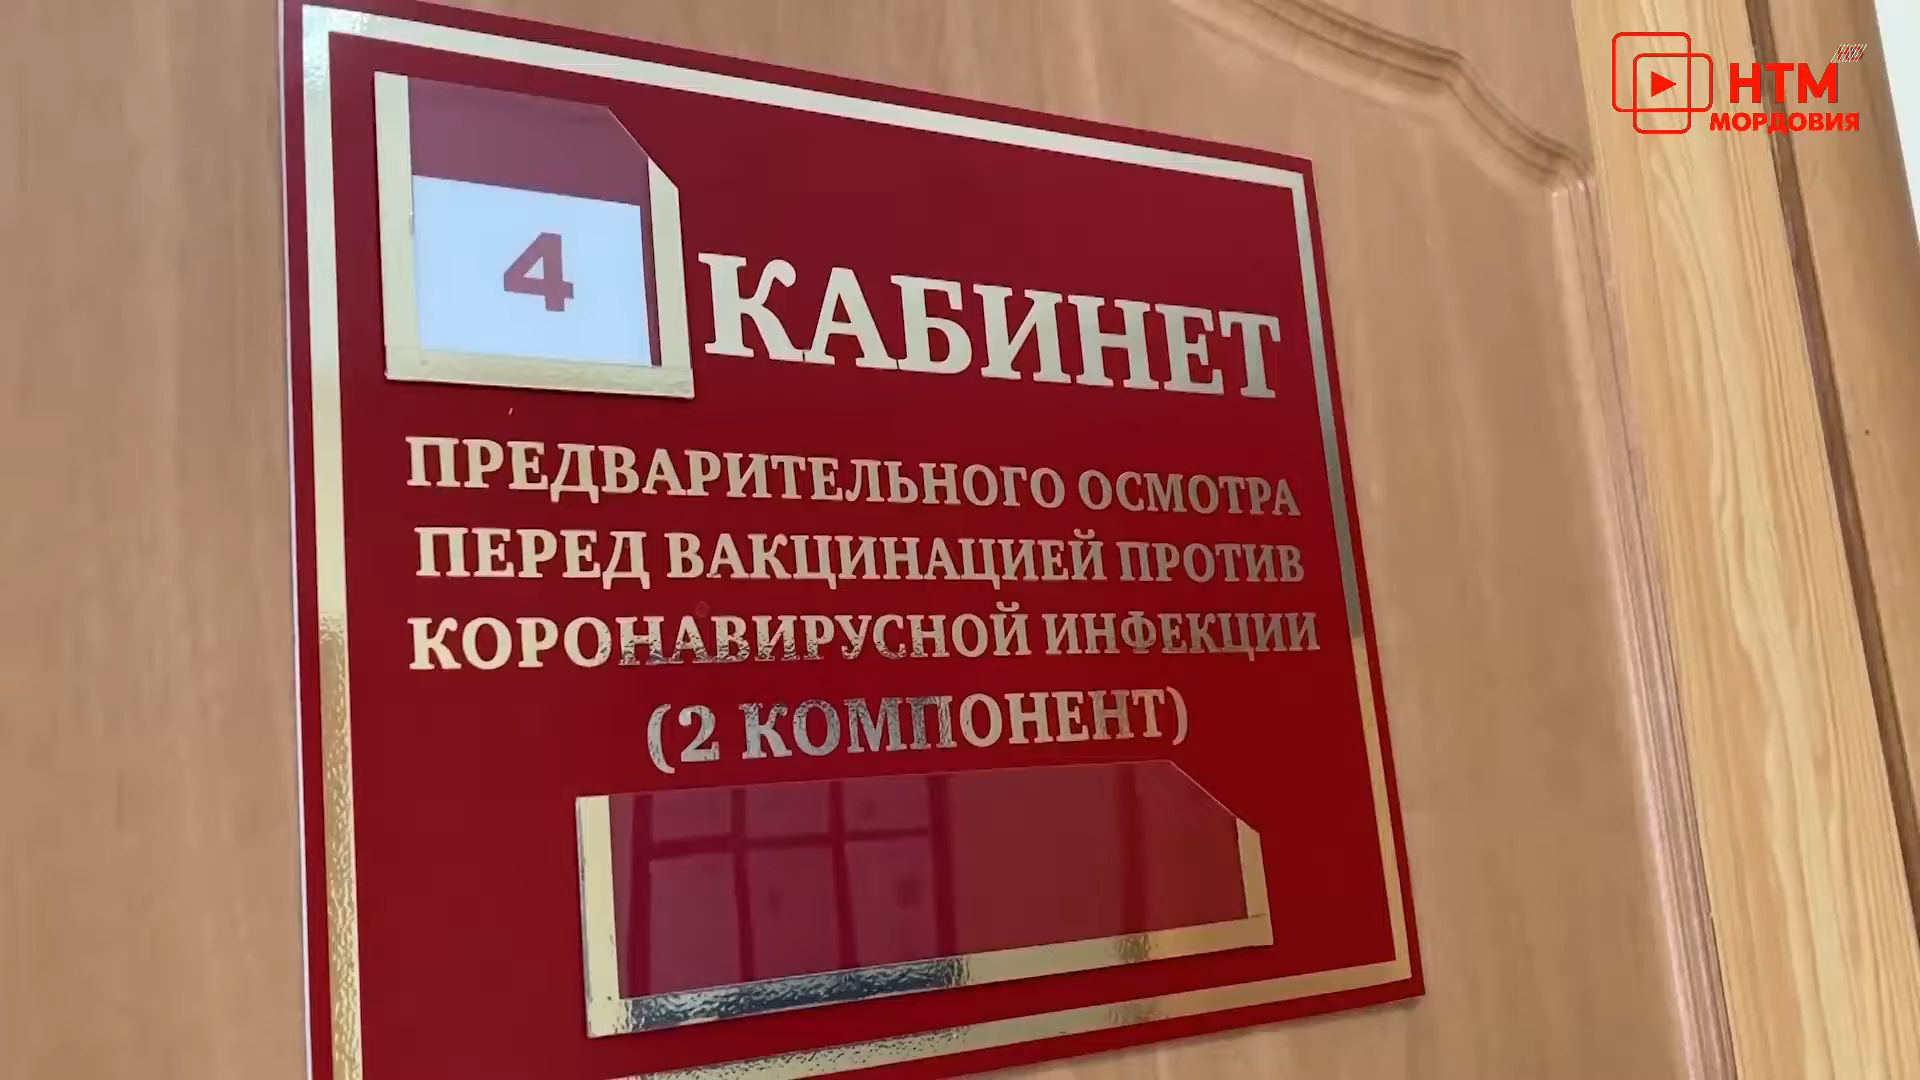 НТМ
МОРДОВИЯ
4
КАБИНЕТ
ПРЕДВАРИТЕЛЬНОГО ОСМОТРА
ПЕРЕД ВАКЦИНАЦИЕЙ ПРОТИВ
КОРОНАВИРУСНОЙ ИНФЕКЦИИ
(2 КОМПОНЕНТ)